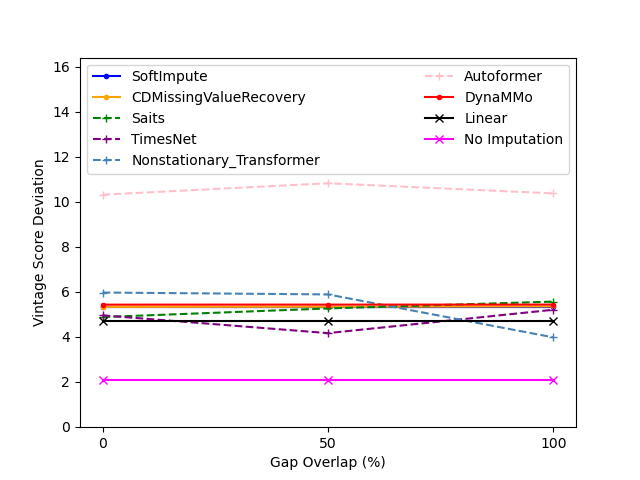 16
14
12
10
8
6
4
2
0
Vintage Score Deviation
SoftImpute
CDMissingValueRecovery
Saits
TimesNet
Nonstationary_Transformer
Autoformer
DynaMMo
Linear
No Imputation
0
50
100
Gap Overlap (%)